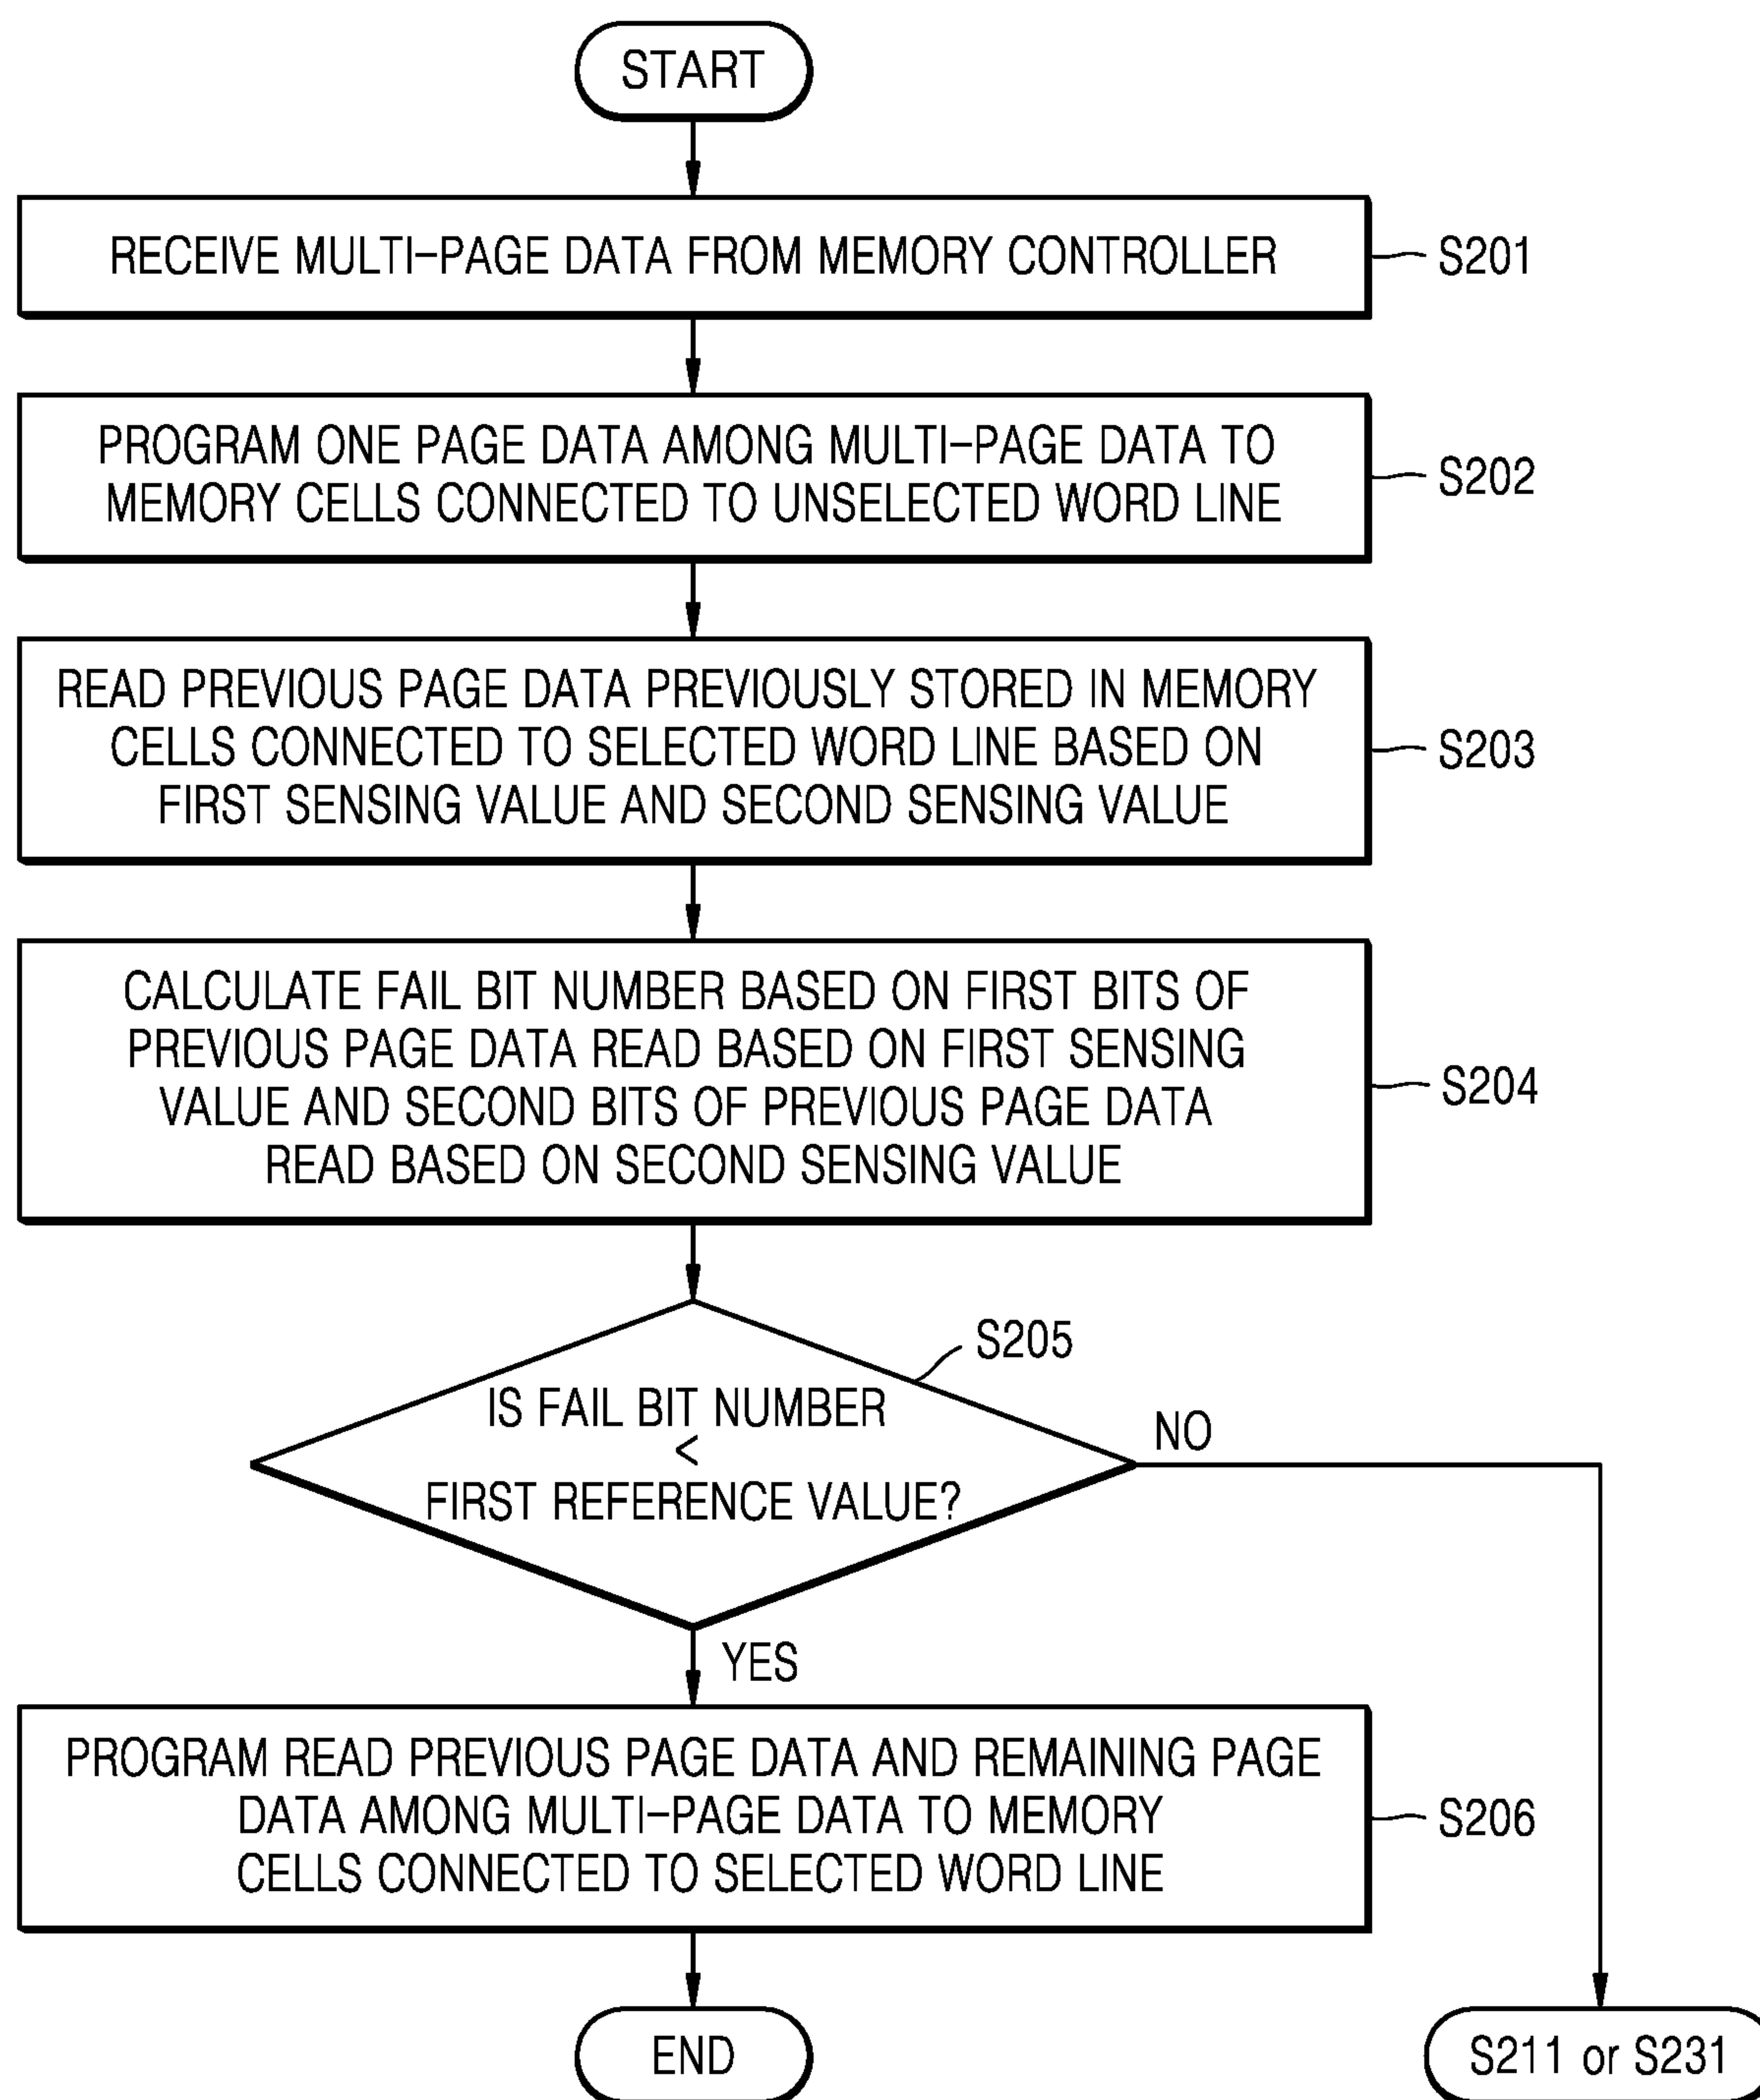 START
RECEIVE MULTI-PAGE DATA FROM MEMORY CONTROLLER
S201
PROGRAM ONE PAGE DATA AMONG MULTI-PAGE DATA TO
MEMORY CELLS CONNECTED TO UNSELECTED WORD LINE
S202
READ PREVIOUS PAGE DATA PREVIOUSLY STORED IN MEMORY
CELLS CONNECTED TO SELECTED WORD LINE BASED ON
FIRST SENSING VALUE AND SECOND SENSING VALUE
S203
CALCULATE FAIL BIT NUMBER BASED ON FIRST BITS OF
PREVIOUS PAGE DATA READ BASED ON FIRST SENSING
VALUE AND SECOND BITS OF PREVIOUS PAGE DATA
READ BASED ON SECOND SENSING VALUE
S204
S205
IS FAIL BIT NUMBER
<
FIRST REFERENCE VALUE?
NO
YES
PROGRAM READ PREVIOUS PAGE DATA AND REMAINING PAGE
DATA AMONG MULTI-PAGE DATA TO MEMORY
CELLS CONNECTED TO SELECTED WORD LINE
S206
END
S211 or S231